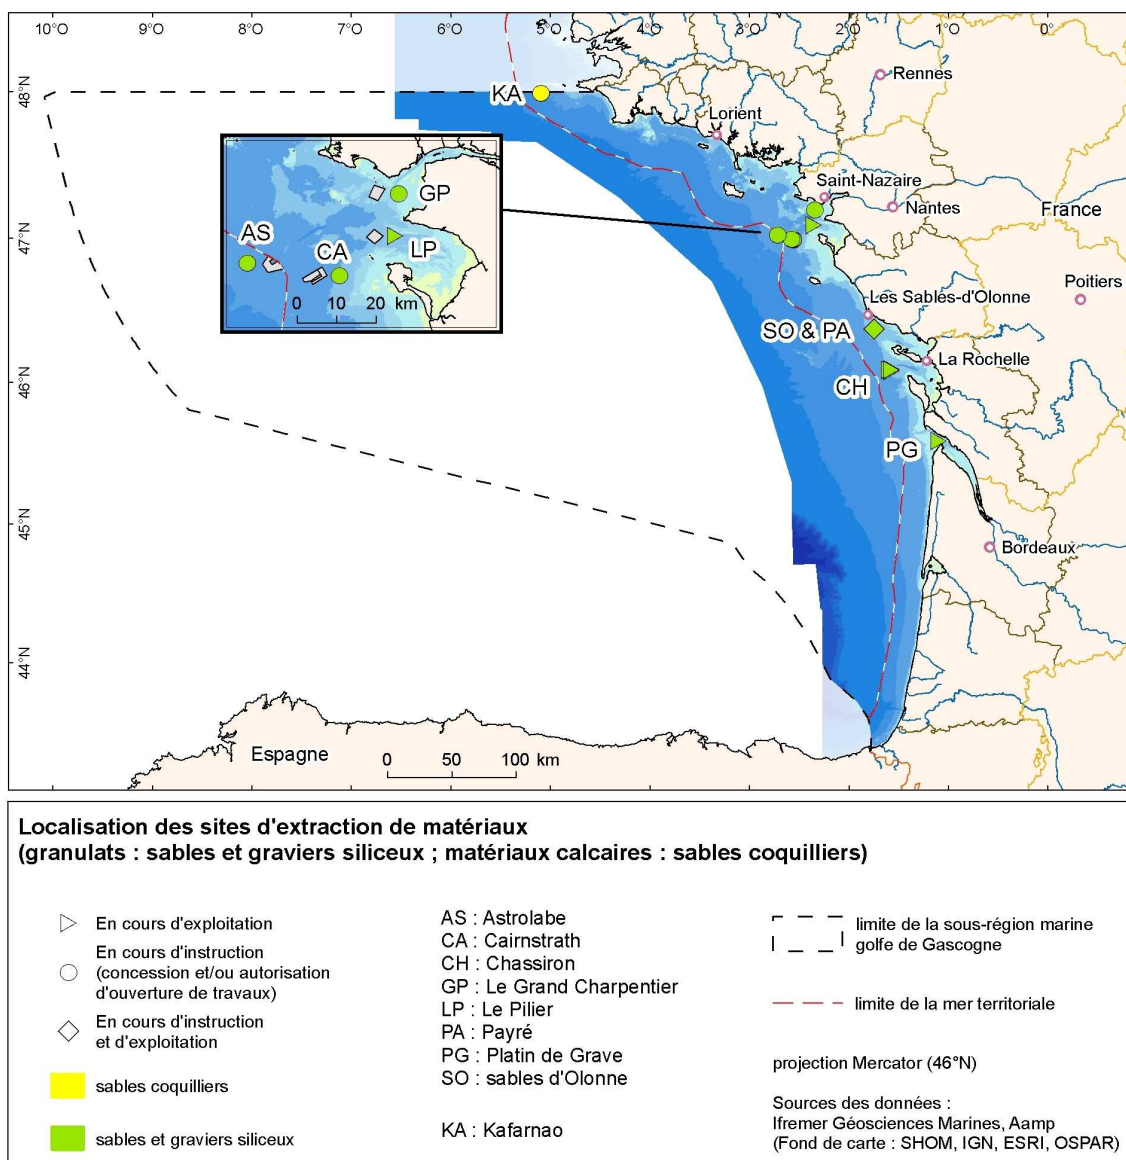 10°O 9°O 8°O 7°O 6°O 5°O 4°O 3°O 2°O 1°O 0°
48°N
47°N
46°N
45°N
44°N
KA
Rennes
Lorient
Saint-Nazaire
Nantes
France
GP
AS
CA
LP
0 10 20 km
Poitiers
Les Sables-d'Olonne
SO & PA
La Rochelle
CH
PG
Bordeaux
Espagne
0 50 100 km
Localisation des sites d'extraction de matériaux
(granulats : sables et graviers siliceux ; matériaux calcaires : sables coquilliers)
En cours d'exploitation
En cours d'instruction
(concession et/ou autorisation
d'ouverture de travaux)
En cours d'instruction
et d'exploitation
sables coquilliers
sables et graviers siliceux
AS : Astrolabe
CA : Cairnstrath
CH : Chassiron
GP : Le Grand Charpentier
LP : Le Pilier
PA : Payré
PG : Platin de Grave
SO : sables d'Olonne
KA : Kafarnao
limite de la sous-région marine
golfe de Gascogne
limite de la mer territoriale
projection Mercator (46°N)
Sources des données :
Ifremer Géosciences Marines, Aamp
(Fond de carte : SHOM, IGN, ESRI, OSPAR)